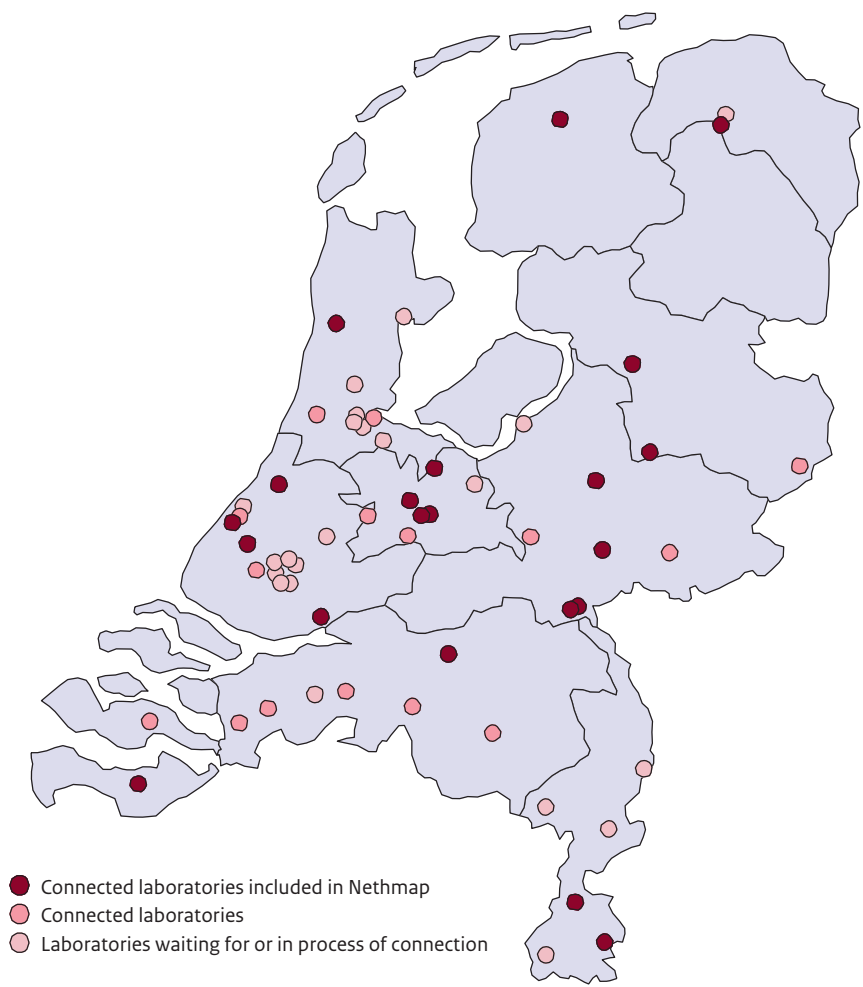 Connected laboratories included in Nethmap
Connected laboratories
Laboratories waiting for or in process of connection